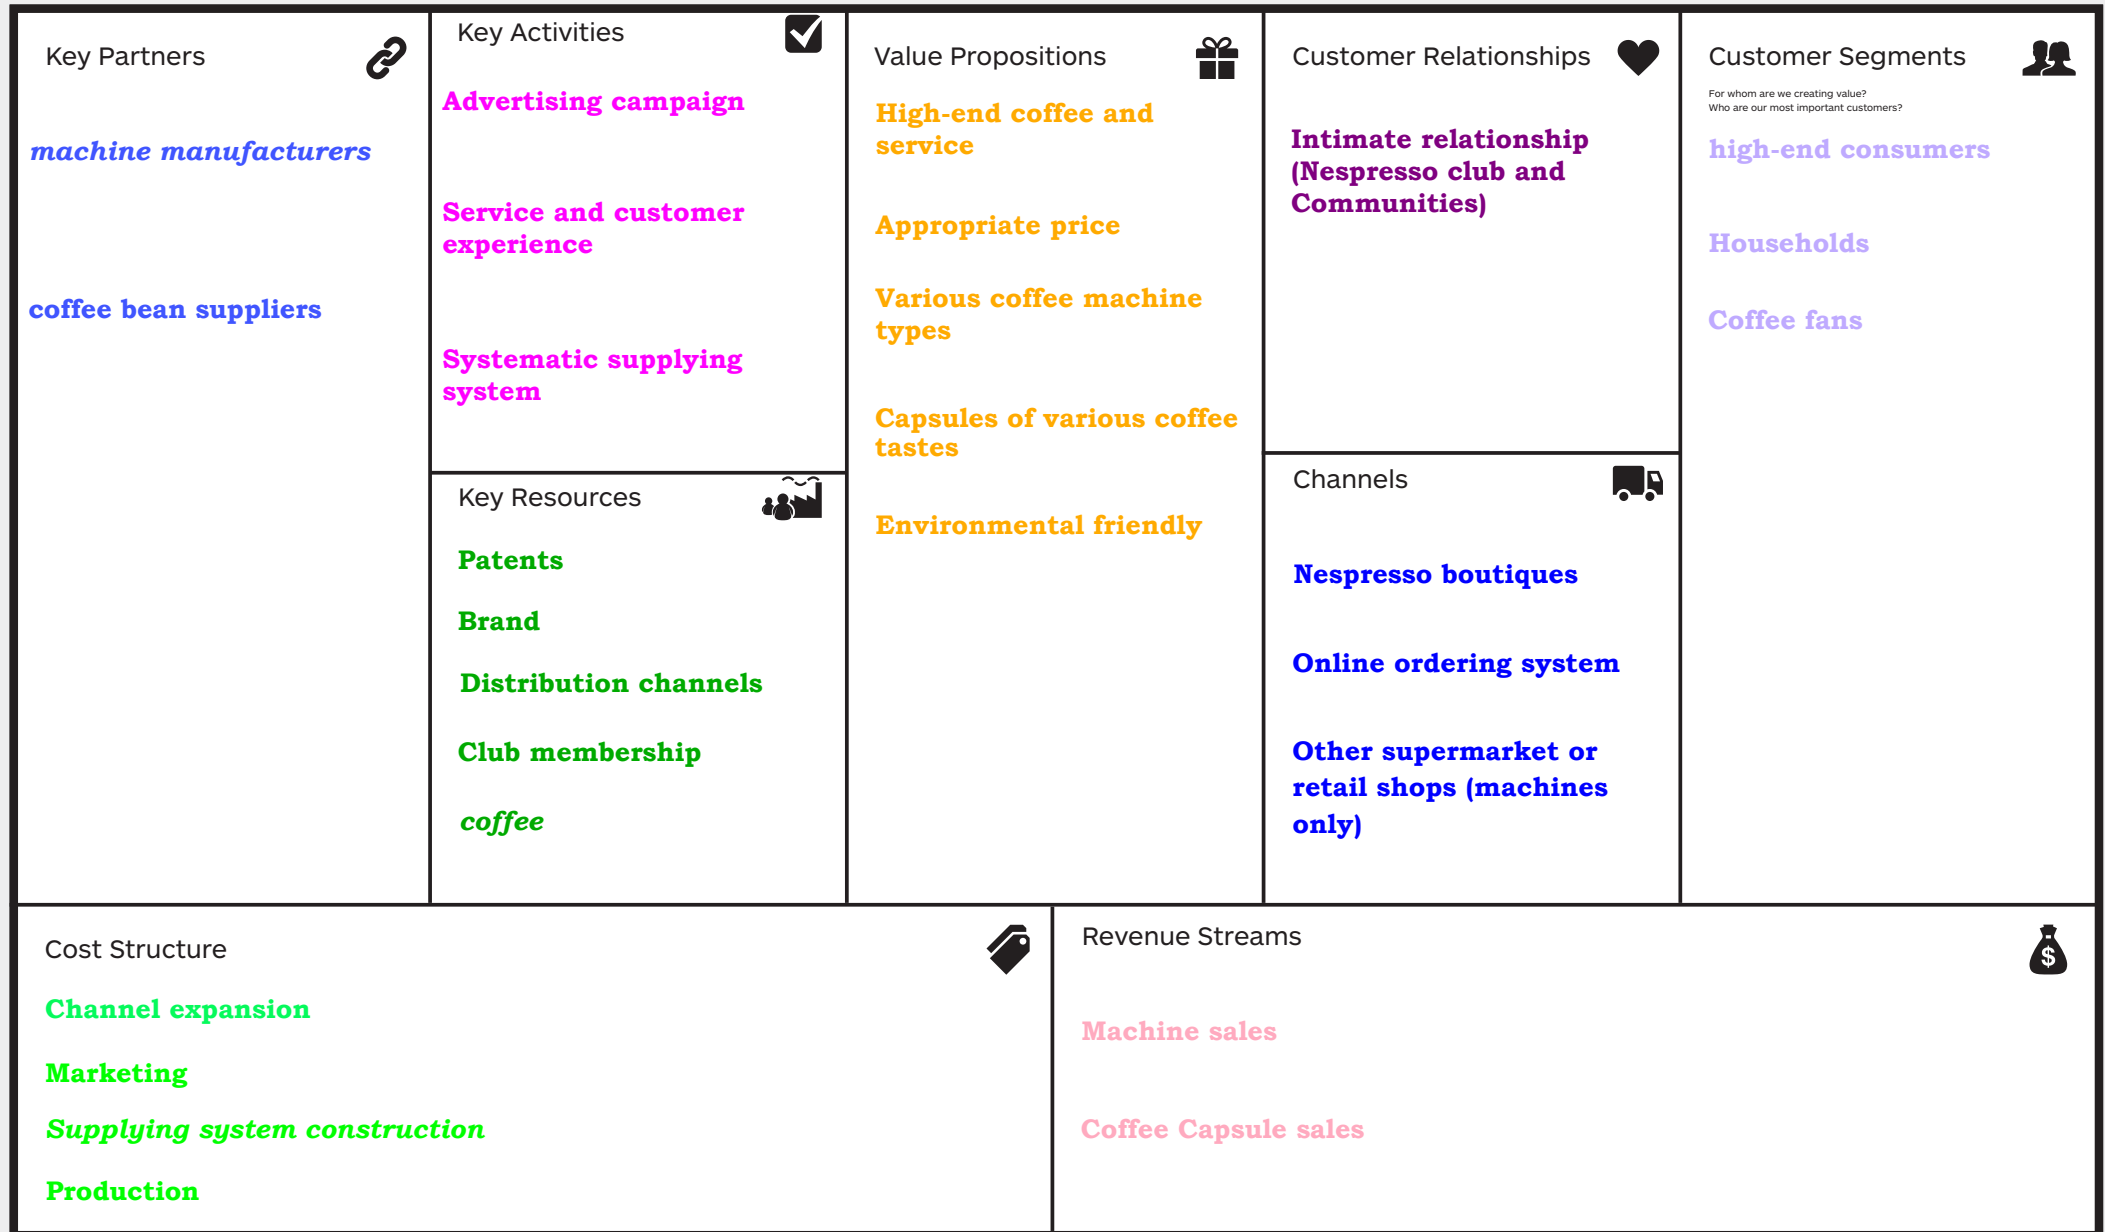 Key Partners
machine manufacturers
coffee bean suppliers
Key Activities
Advertising campaign
Service and customer
experience
Systematic supplying
system
Key Resources
Patents
Brand
Distribution channels
Club membership
coffee
Value Propositions
High-end coffee and
service
Appropriate price
Various coffee machine
types
Capsules of various coffee
tastes
Environmental friendly
Customer Relationships
Intimate relationship
(Nespresso club and
Communities)
Channels
Nespresso boutiques
Online ordering system
Other supermarket or
retail shops (machines
only)
Customer Segments
For whom are we creating value?
Who are our most important customers?
high-end consumers
Households
Coffee fans
Cost Structure
Channel expansion
Marketing
Supplying system construction
Production
Revenue Streams
$
Machine sales
Coffee Capsule sales